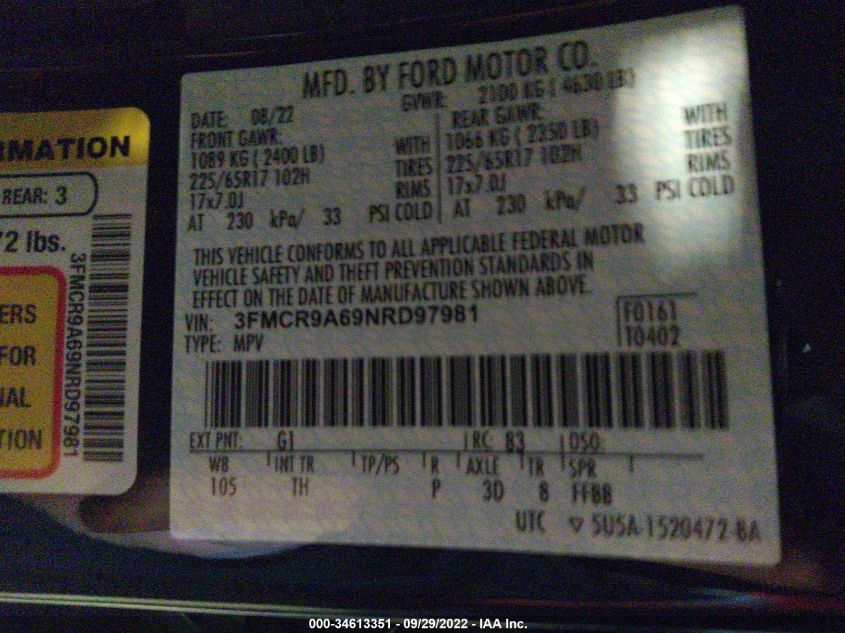 RMATION
REAR: 3
72 lbs.
ERS
FOR
NAL
TION
3FMCR9A69NRD97981
MFD. BY FORD MOTOR CO.
DATE: 08/22 GVWR: 2100 KG ( 4630 LB)
FRONT GAWR: REAR GAWR: WITH
1089 KG ( 2400 LB) WITH 1066 KG ( 2350 LB) TIRES
225/65R17 102H TIRES 225/65R17 102H RIMS
17x7.0J RIMS 17x7.0J
AT 230 kPa/ 33 PSI COLD AT 230 kPa/ 33 PSI COLD
THIS VEHICLE CONFORMS TO ALL APPLICABLE FEDERAL MOTOR
VEHICLE SAFETY AND THEFT PREVENTION STANDARDS IN
EFFECT ON THE DATE OF MANUFACTURE SHOWN ABOVE.
VIN: 3FMCR9A69NRD97981 F0161
TYPE: MPV T0402
EXT PNT: G1 RC: 83 DSO:
WB INT TR TP/PS R AXLE TR SPR
105 TH P 3D 8 FFBB
UTC ▽ 5U5A-1520472-BA
000-34613351 - 09/29/2022 - IAA Inc.